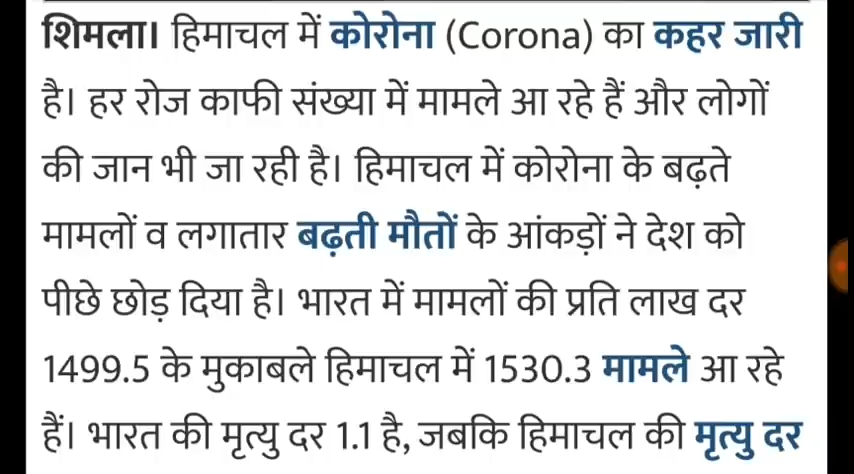 शिमला। हिमाचल में कोरोना (Corona) का कहर जारी
है। हर रोज काफी संख्या में मामले आ रहे हैं और लोगों
की जान भी जा रही है। हिमाचल में कोरोना के बढ़ते
मामलों व लगातार बढ़ती मौतों के आंकड़ों ने देश को
पीछे छोड़ दिया है। भारत में मामलों की प्रति लाख दर
1499.5 के मुकाबले हिमाचल में 1530.3 मामले आ रहे
हैं। भारत की मृत्यु दर 1.1 है, जबकि हिमाचल की मृत्यु दर